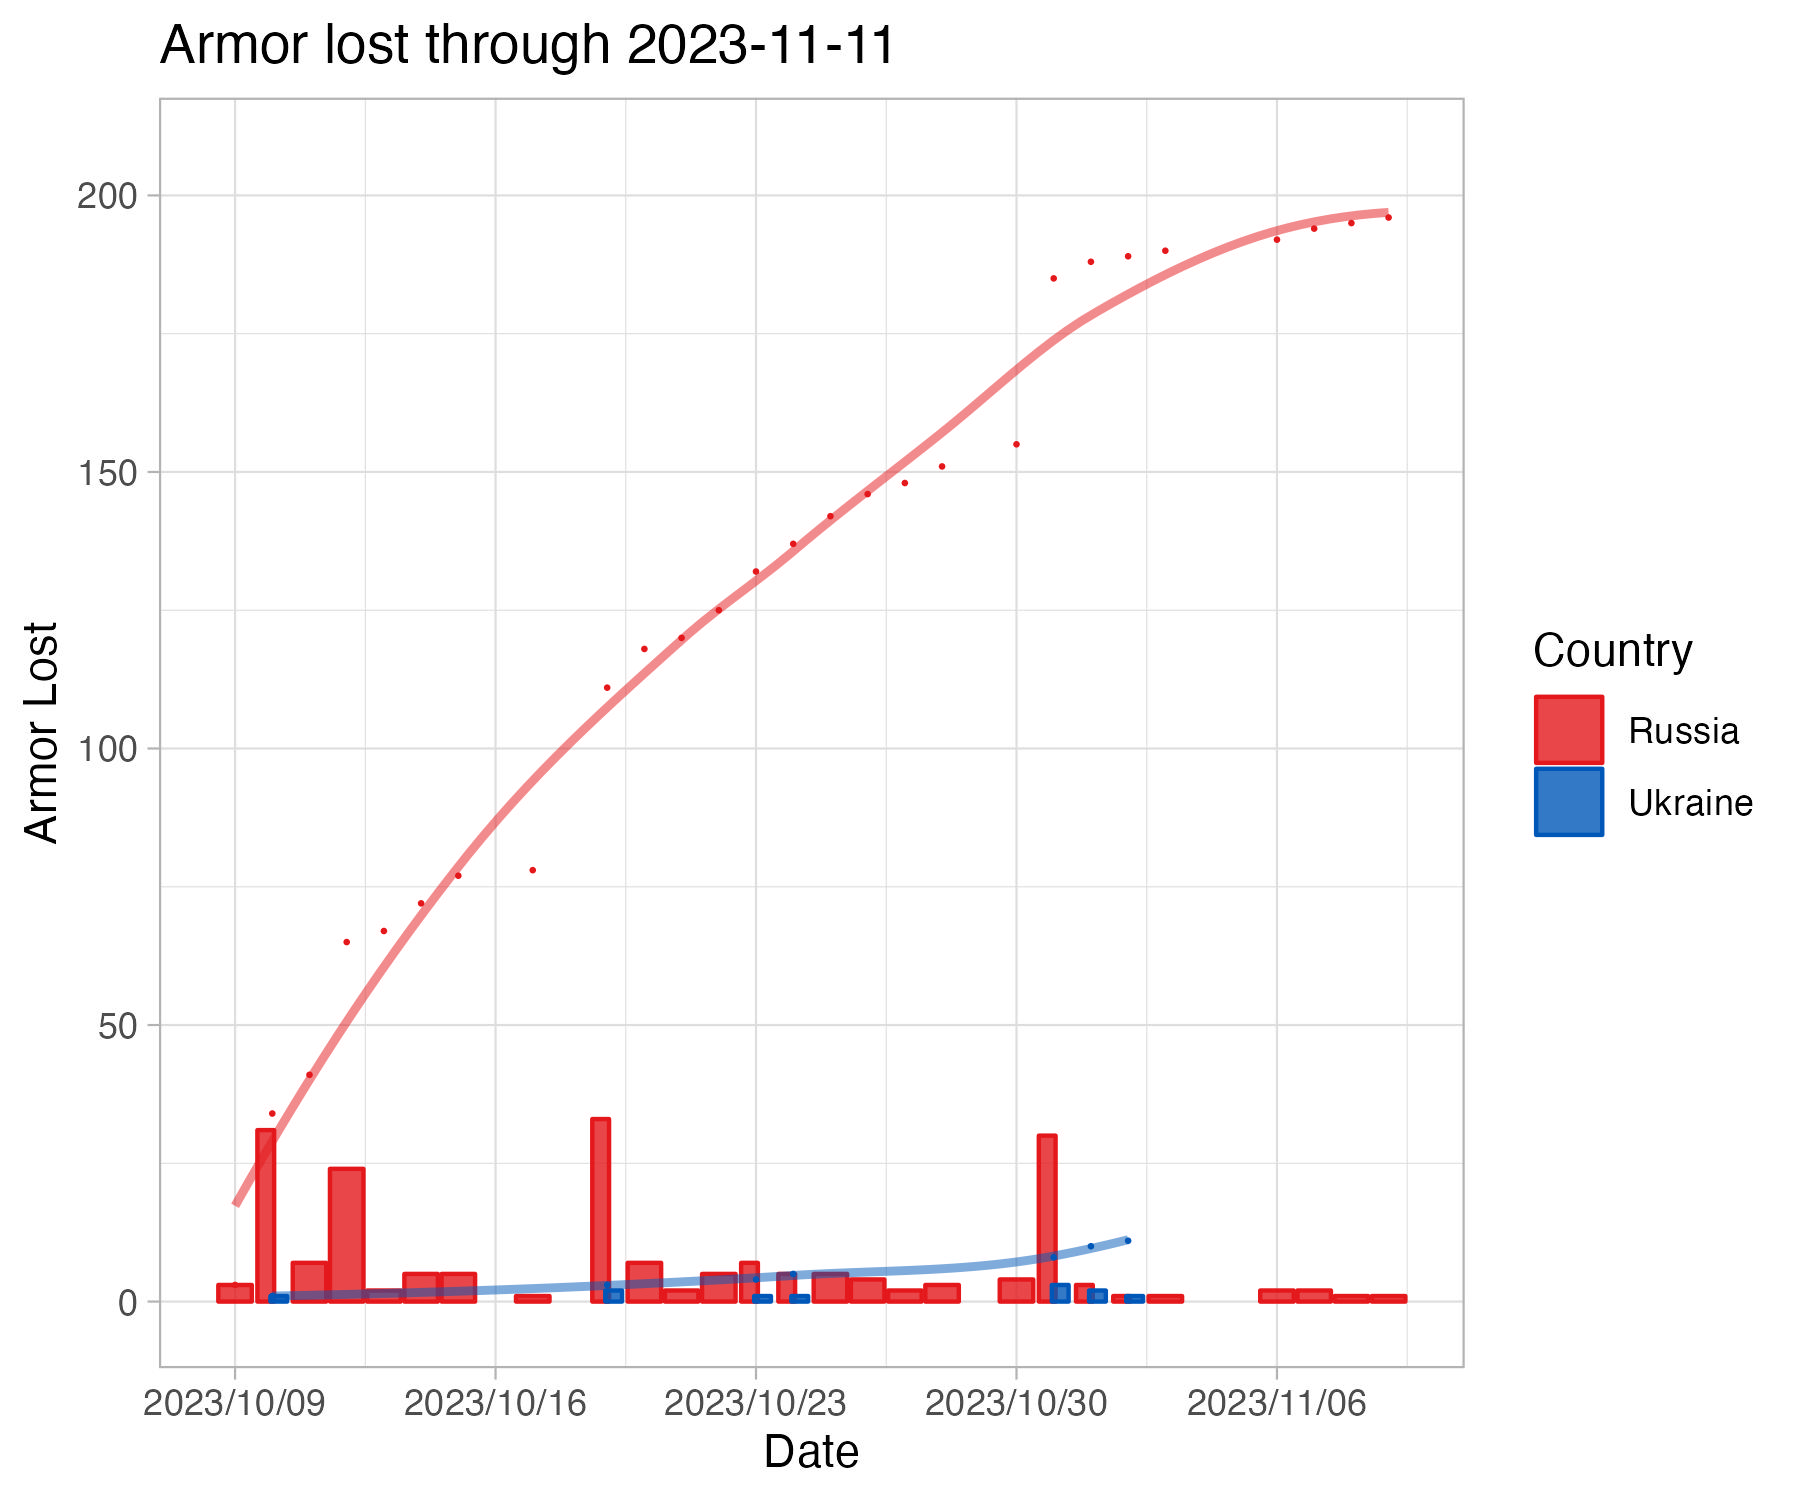 Armor lost through 2023-11-11
Armor Lost
200
150
100
50
0
2023/10/09 2023/10/16 2023/10/23 2023/10/30 2023/11/06
Date
Country
Russia
Ukraine